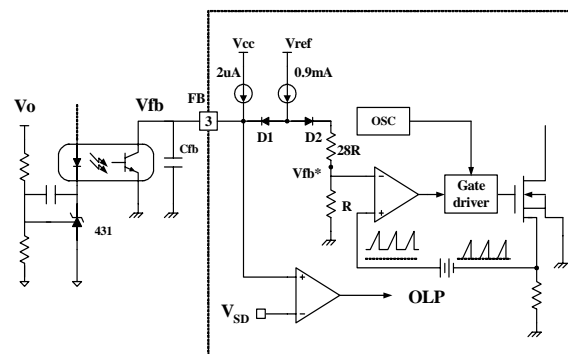 Vcc Vref
2uA 0.9mA
Vo Vfb FB
3
D1 D2
OSC
Cfb
28R
Vfb*
R
Gate
driver
431
VSD
OLP
+
−
+
−